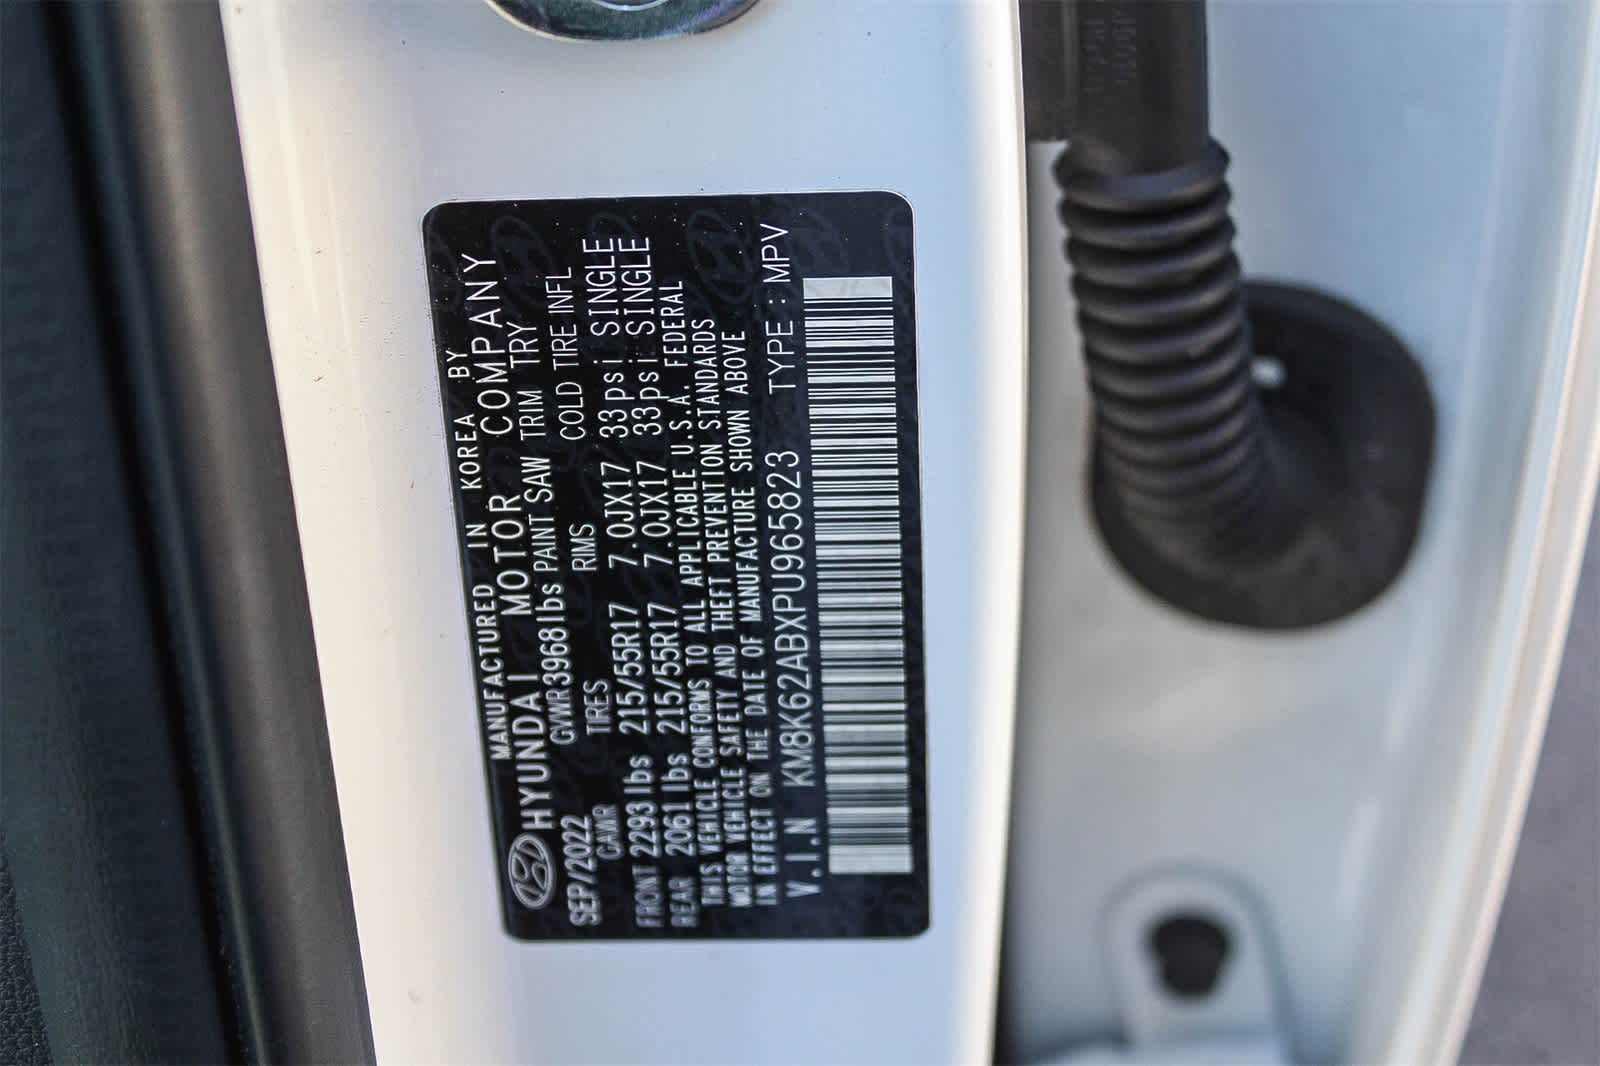 MANUFACTURED IN KOREA BY
HYUNDAI MOTOR COMPANY
SEP/2022 GVWR3968lbs PAINT SAW TRIM TRY
GAWR TIRES RIMS COLD TIRE INFL
FRONT 2293lbs 215/55R17 7.0JX17 33psi SINGLE
REAR 2061lbs 215/55R17 7.0JX17 33psi SINGLE
THIS VEHICLE CONFORMS TO ALL APPLICABLE U.S.A. FEDERAL
MOTOR VEHICLE SAFETY AND THEFT PREVENTION STANDARDS
IN EFFECT ON THE DATE OF MANUFACTURE SHOWN ABOVE
V.I.N KM8K62ABXPU965823 TYPE : MPV